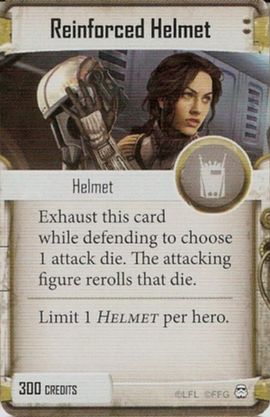 Reinforced Helmet
Helmet
Exhaust this card
while defending to choose
1 attack die. The attacking
figure rerolls that die.
Limit 1 HELMET per hero.
300 CREDITS
©LFL ©FFG